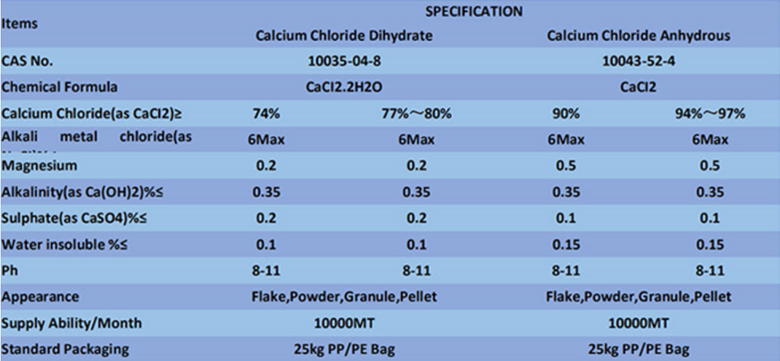 Items SPECIFICATION
Calcium Chloride Dihydrate Calcium Chloride Anhydrous
CAS No. 10035-04-8 10043-52-4
Chemical Formula CaCI2.2H2O CaCI2
Calcium Chloride(as CaCI2)≥ 74% 77%～80% 90% 94%～97%
Alkali metal chloride(as 6Max 6Max 6Max 6Max
Magnesium 0.2 0.2 0.5 0.5
Alkalinity(as Ca(OH)2)%≤ 0.35 0.35 0.35 0.35
Sulphate(as CaSO4)%≤ 0.2 0.2 0.1 0.1
Water insoluble %≤ 0.1 0.1 0.15 0.15
Ph 8-11 8-11 8-11 8-11
Appearance Flake,Powder,Granule,Pellet Flake,Powder,Granule,Pellet
Supply Ability/Month 10000MT 10000MT
Standard Packaging 25kg PP/PE Bag 25kg PP/PE Bag